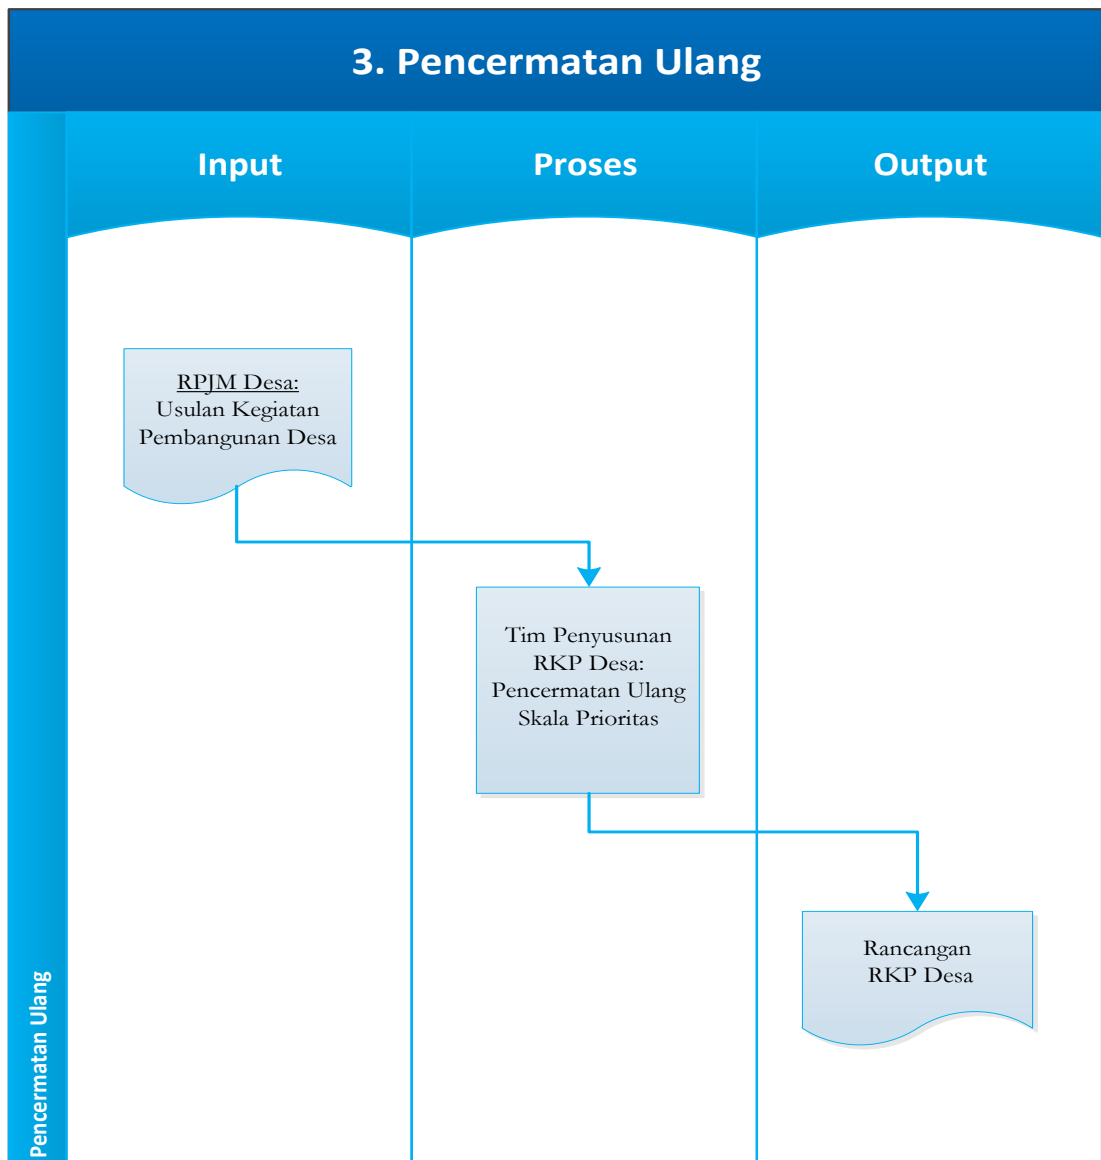 3. Pencermatan Ulang
Input
Proses
Output
RPJM Desa:
Usulan Kegiatan
Pembangunan Desa
Tim Penyusunan
RKP Desa:
Pencermatan Ulang
Skala Prioritas
Rancangan
RKP Desa
Pencermatan Ulang